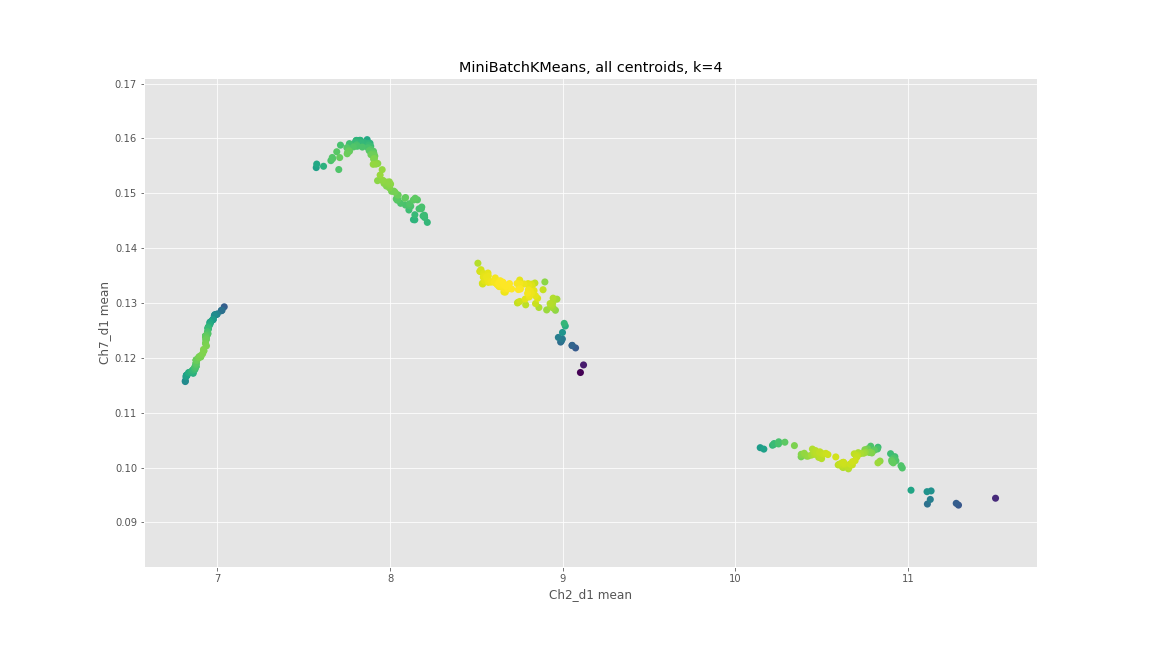 MiniBatchKMeans, all centroids, k=4
0.17
0.16
0.15
0.14
0.13
0.12
0.11
0.10
0.09
Ch7_d1 mean
7 8 9 10 11
Ch2_d1 mean